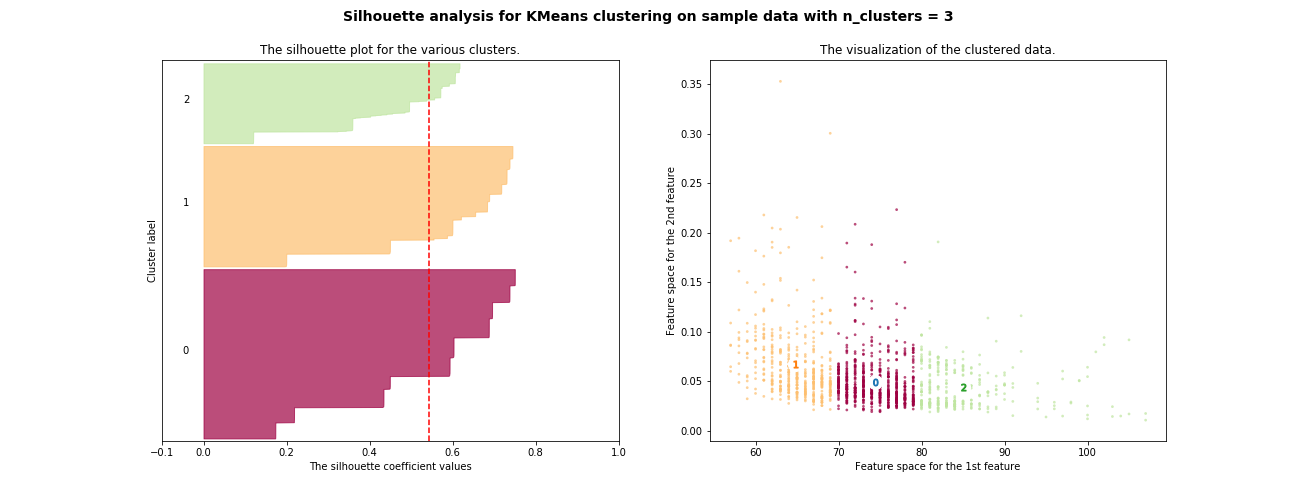 Silhouette analysis for KMeans clustering on sample data with n_clusters = 3
The silhouette plot for the various clusters.
Cluster label
2
1
0
−0.1 0.0 0.2 0.4 0.6 0.8 1.0
The silhouette coefficient values
The visualization of the clustered data.
Feature space for the 2nd feature
0.35
0.30
0.25
0.20
0.15
0.10
0.05
0.00
1
0
2
60 70 80 90 100
Feature space for the 1st feature